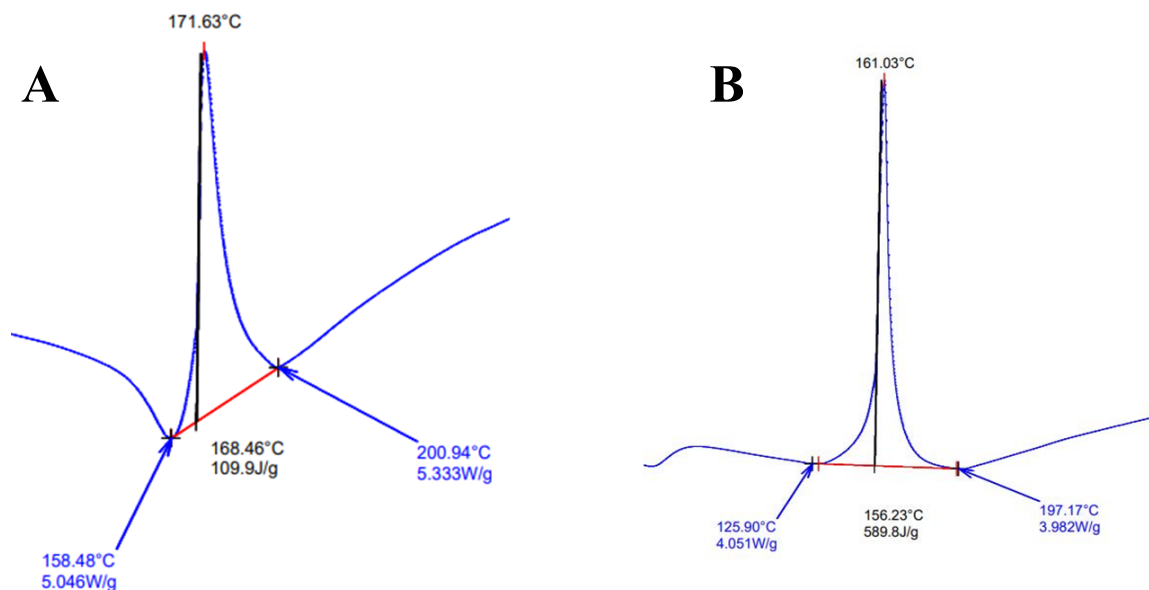 A
171.63°C
168.46°C
109.9J/g
200.94°C
5.333W/g
158.48°C
5.046W/g
B
161.03°C
125.90°C
4.051W/g
156.23°C
589.8J/g
197.17°C
3.982W/g